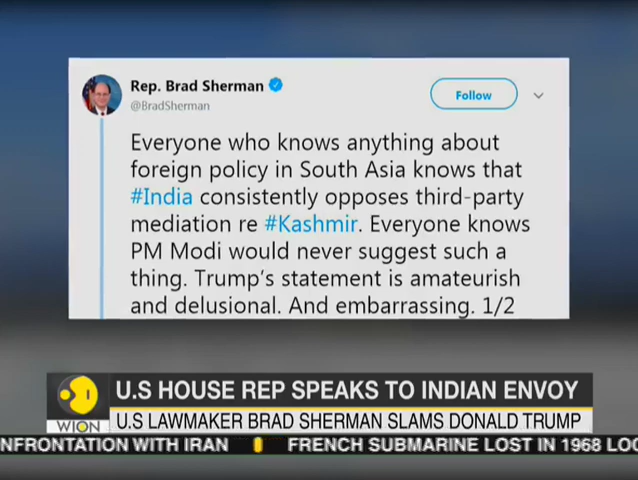 Rep. Brad Sherman
@BradSherman
Follow
Everyone who knows anything about
foreign policy in South Asia knows that
#India consistently opposes third-party
mediation re #Kashmir. Everyone knows
PM Modi would never suggest such a
thing. Trump's statement is amateurish
and delusional. And embarrassing. 1/2
U.S HOUSE REP SPEAKS TO INDIAN ENVOY
WION
U.S LAWMAKER BRAD SHERMAN SLAMS DONALD TRUMP
NFRONTATION WITH IRAN FRENCH SUBMARINE LOST IN 1968 LOC